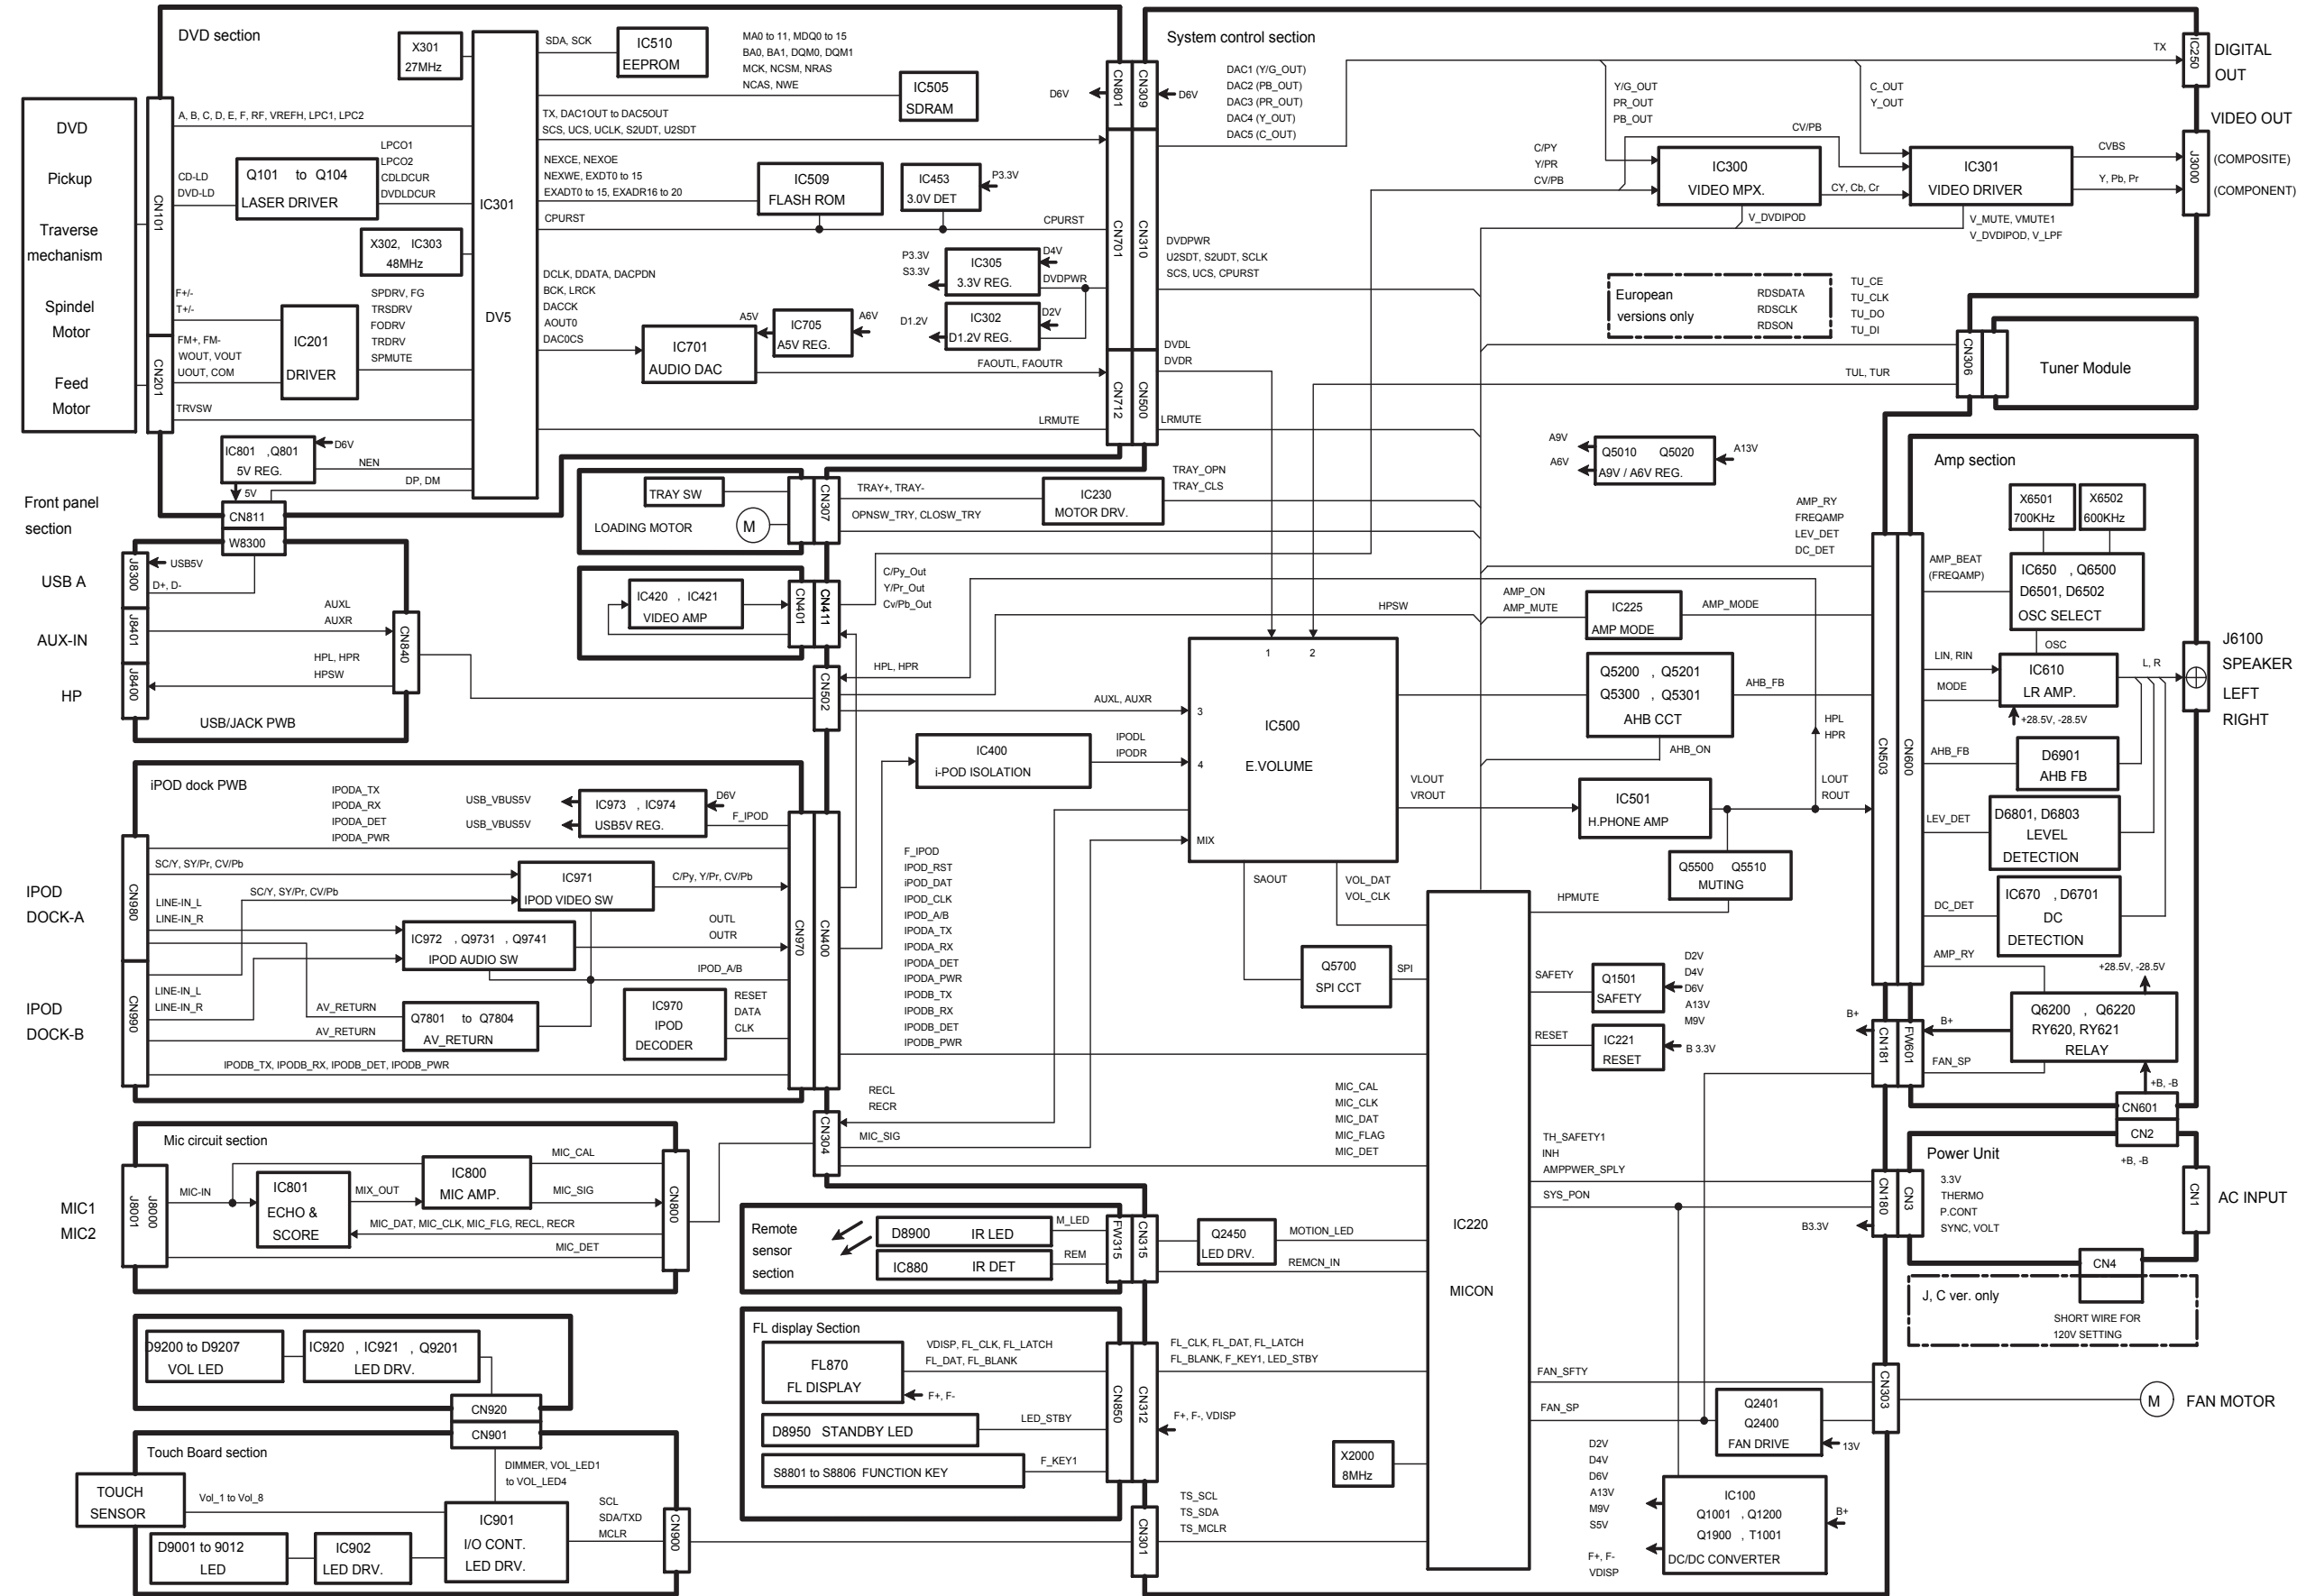 DVD section
X301
27MHz
SDA, SCK
IC510
EEPROM
MA0 to 11, MDQ0 to 15
BA0, BA1, DQM0, DQM1
MCK, NCSM, NRAS
NCAS, NWE
IC505
SDRAM
DVD
Pickup
Traverse
mechanism
Spindel
Motor
Feed
Motor
CN101
CN201
A, B, C, D, E, F, RF, VREFH, LPC1, LPC2
CD-LD
DVD-LD
Q101 to Q104
LASER DRIVER
LPCO1
LPCO2
CDLDCUR
DVDLDCUR
X302, IC303
48MHz
IC301
DV5
F+/-
T+/-
FM+, FM-
WOUT, VOUT
UOUT, COM
TRVSW
IC201
DRIVER
SPDRV, FG
TRSDRV
FODRV
TRDRV
SPMUTE
IC801 ,Q801
5V REG.
D6V
NEN
DP, DM
5V
CN811
TX, DAC1OUT to DAC5OUT
SCS, UCS, UCLK, S2UDT, U2SDT
NEXCE, NEXOE
NEXWE, EXDT0 to 15
EXADT0 to 15, EXADR16 to 20
CPURST
IC509
FLASH ROM
IC453
3.0V DET
P3.3V
CPURST
P3.3V
S3.3V
IC305
3.3V REG.
D4V
DVDPWR
D1.2V
IC302
D1.2V REG.
D2V
DCLK, DDATA, DACPDN
BCK, LRCK
DACCK
AOUT0
DAC0CS
IC701
AUDIO DAC
A5V
IC705
A5V REG.
A6V
FAOUTL, FAOUTR
LRMUTE
D6V
CN801
CN701
CN712
CN309
CN310
CN500
System control section
D6V
DAC1 (Y/G_OUT)
DAC2 (PB_OUT)
DAC3 (PR_OUT)
DAC4 (Y_OUT)
DAC5 (C_OUT)
TX
IC250
DIGITAL
OUT
Y/G_OUT
PR_OUT
PB_OUT
C_OUT
Y_OUT
CV/PB
C/PY
Y/PR
CV/PB
IC300
VIDEO MPX.
CY, Cb, Cr
IC301
VIDEO DRIVER
CVBS
Y, Pb, Pr
J3000
VIDEO OUT
(COMPOSITE)
(COMPONENT)
V_DVDIPOD
V_MUTE, VMUTE1
V_DVDIPOD, V_LPF
DVDPWR
U2SDT, S2UDT, SCLK
SCS, UCS, CPURST
DVDL
DVDR
LRMUTE
European
versions only
RDSDATA
RDSCLK
RDSON
TU_CE
TU_CLK
TU_DO
TU_DI
TUL, TUR
CN306
Tuner Module
A9V
A6V
Q5010 Q5020
A9V / A6V REG.
A13V
TRAY SW
LOADING MOTOR
M
CN307
TRAY+, TRAY-
OPNSW_TRY, CLOSW_TRY
IC230
MOTOR DRV.
TRAY_OPN
TRAY_CLS
IC420 , IC421
VIDEO AMP
CN401
CN411
C/Py_Out
Y/Pr_Out
Cv/Pb_Out
HPL, HPR
CN502
HPSW
AUXL, AUXR
AMP_ON
AMP_MUTE
IC225
AMP MODE
AMP_MODE
AMP_RY
FREQAMP
LEV_DET
DC_DET
IC500
E.VOLUME
1
2
3
4
MIX
Q5200 , Q5201
Q5300 , Q5301
AHB CCT
AHB_FB
AHB_ON
VLOUT
VROUT
IC501
H.PHONE AMP
HPL
HPR
LOUT
ROUT
Q5500 Q5510
MUTING
HPMUTE
IC400
i-POD ISOLATION
IPODL
IPODR
SAOUT
VOL_DAT
VOL_CLK
Q5700
SPI CCT
SPI
Front panel
section
USB A
AUX-IN
HP
J8300
J8401
J8400
W8300
USB5V
D+, D-
AUXL
AUXR
HPL, HPR
HPSW
CN840
USB/JACK PWB
iPOD dock PWB
IPODA_TX
IPODA_RX
IPODA_DET
IPODA_PWR
USB_VBUS5V
USB_VBUS5V
IC973 , IC974
USB5V REG.
D6V
F_IPOD
IPOD
DOCK-A
IPOD
DOCK-B
CN980
CN990
SC/Y, SY/Pr, CV/Pb
SC/Y, SY/Pr, CV/Pb
LINE-IN_L
LINE-IN_R
IC971
IPOD VIDEO SW
C/Py, Y/Pr, CV/Pb
IC972 , Q9731 , Q9741
IPOD AUDIO SW
OUTL
OUTR
IPOD_A/B
LINE-IN_L
LINE-IN_R
AV_RETURN
AV_RETURN
Q7801 to Q7804
AV_RETURN
IC970
IPOD
DECODER
RESET
DATA
CLK
IPODB_TX, IPODB_RX, IPODB_DET, IPODB_PWR
CN970
CN400
F_IPOD
IPOD_RST
iPOD_DAT
IPOD_CLK
IPOD_A/B
IPODA_TX
IPODA_RX
IPODA_DET
IPODA_PWR
IPODB_TX
IPODB_RX
IPODB_DET
IPODB_PWR
Mic circuit section
MIC1
MIC2
J8000
J8001
MIC-IN
IC801
ECHO &
SCORE
MIX_OUT
IC800
MIC AMP.
MIC_CAL
MIC_SIG
MIC_DAT, MIC_CLK, MIC_FLG, RECL, RECR
MIC_DET
CN800
CN304
RECL
RECR
MIC_SIG
MIC_CAL
MIC_CLK
MIC_DAT
MIC_FLAG
MIC_DET
Remote
sensor
section
D8900 IR LED
IC880 IR DET
M_LED
REM
FW315
CN315
Q2450
LED DRV.
MOTION_LED
REMCN_IN
FL display Section
FL870
FL DISPLAY
VDISP, FL_CLK, FL_LATCH
FL_DAT, FL_BLANK
F+, F-
D8950 STANDBY LED
LED_STBY
S8801 to S8806 FUNCTION KEY
F_KEY1
CN850
CN312
FL_CLK, FL_DAT, FL_LATCH
FL_BLANK, F_KEY1, LED_STBY
F+, F-, VDISP
D9200 to D9207
VOL LED
IC920 , IC921 , Q9201
LED DRV.
CN920
CN901
Touch Board section
TOUCH
SENSOR
Vol_1 to Vol_8
DIMMER, VOL_LED1
to VOL_LED4
D9001 to 9012
LED
IC902
LED DRV.
IC901
I/O CONT.
LED DRV.
SCL
SDA/TXD
MCLR
CN900
CN301
TS_SCL
TS_SDA
TS_MCLR
IC220
MICON
X2000
8MHz
SAFETY
Q1501
SAFETY
D2V
D4V
D6V
A13V
M9V
RESET
IC221
RESET
B 3.3V
TH_SAFETY1
INH
AMPPWER_SPLY
SYS_PON
B3.3V
FAN_SFTY
FAN_SP
Q2401
Q2400
FAN DRIVE
13V
CN303
M
FAN MOTOR
D2V
D4V
D6V
A13V
M9V
S5V
F+, F-
VDISP
IC100
Q1001 , Q1200
Q1900 , T1001
DC/DC CONVERTER
B+
Amp section
CN503
CN600
X6501
700KHz
X6502
600KHz
AMP_BEAT
(FREQAMP)
IC650 , Q6500
D6501, D6502
OSC SELECT
OSC
LIN, RIN
MODE
IC610
LR AMP.
L, R
+28.5V, -28.5V
J6100
SPEAKER
LEFT
RIGHT
AHB_FB
D6901
AHB FB
LEV_DET
D6801, D6803
LEVEL
DETECTION
DC_DET
IC670 , D6701
DC
DETECTION
AMP_RY
+28.5V, -28.5V
Q6200 , Q6220
RY620, RY621
RELAY
B+
B+
CN181
FW601
FAN_SP
+B, -B
CN601
CN2
+B, -B
Power Unit
CN180
CN3
3.3V
THERMO
P.CONT
SYNC, VOLT
CN1
AC INPUT
CN4
J, C ver. only
SHORT WIRE FOR
120V SETTING